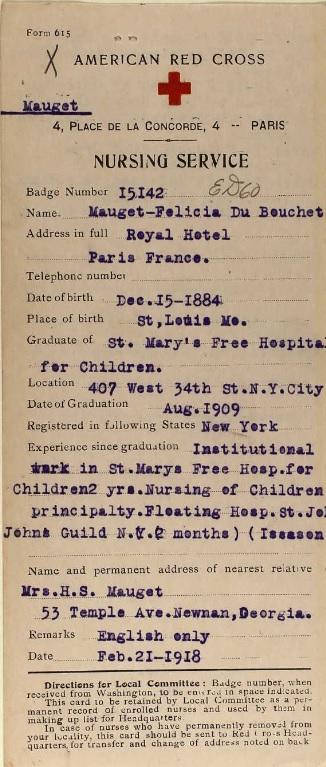 Form 615
X AMERICAN RED CROSS
Mauget
4, PLACE DE LA CONCORDE, 4 -- PARIS
NURSING SERVICE
Badge Number 15142 ED60
Name. Mauget-Felicia Du Bouchet
Address in full Royal Hotel
Paris France.
Telephone number
Date of birth Dec.15-1884
Place of birth St,Louis Mo.
Graduate of St. Mary's Free Hospital
for Children.
Location 407 West 34th St.N.Y.City
Date of Graduation Aug.1909
Registered in following States New York
Experience since graduation Institutional
work in St.Marys Free Hosp.for
Children2 yrs.Nursing of Children
principalty.Floating Hosp.St.Joh
Johns Guild N.Y.(2 months) (Iseason
Name and permanent address of nearest relative
Mrs.H.S. Mauget
53 Temple Ave.Newnan,Deorgia.
Remarks English only
Date Feb.21-1918
Directions for Local Committee: Badge number, when
received from Washington, to be entered in space indicated.
This card to be retained by Local Committee as a per-
manent record of enrolled nurses and used by them in
making up list for Headquarters.
In case of nurses who have permanently removed from
your locality, this card should be sent to Red Cross Head-
quarters, for transfer and change of address noted on back